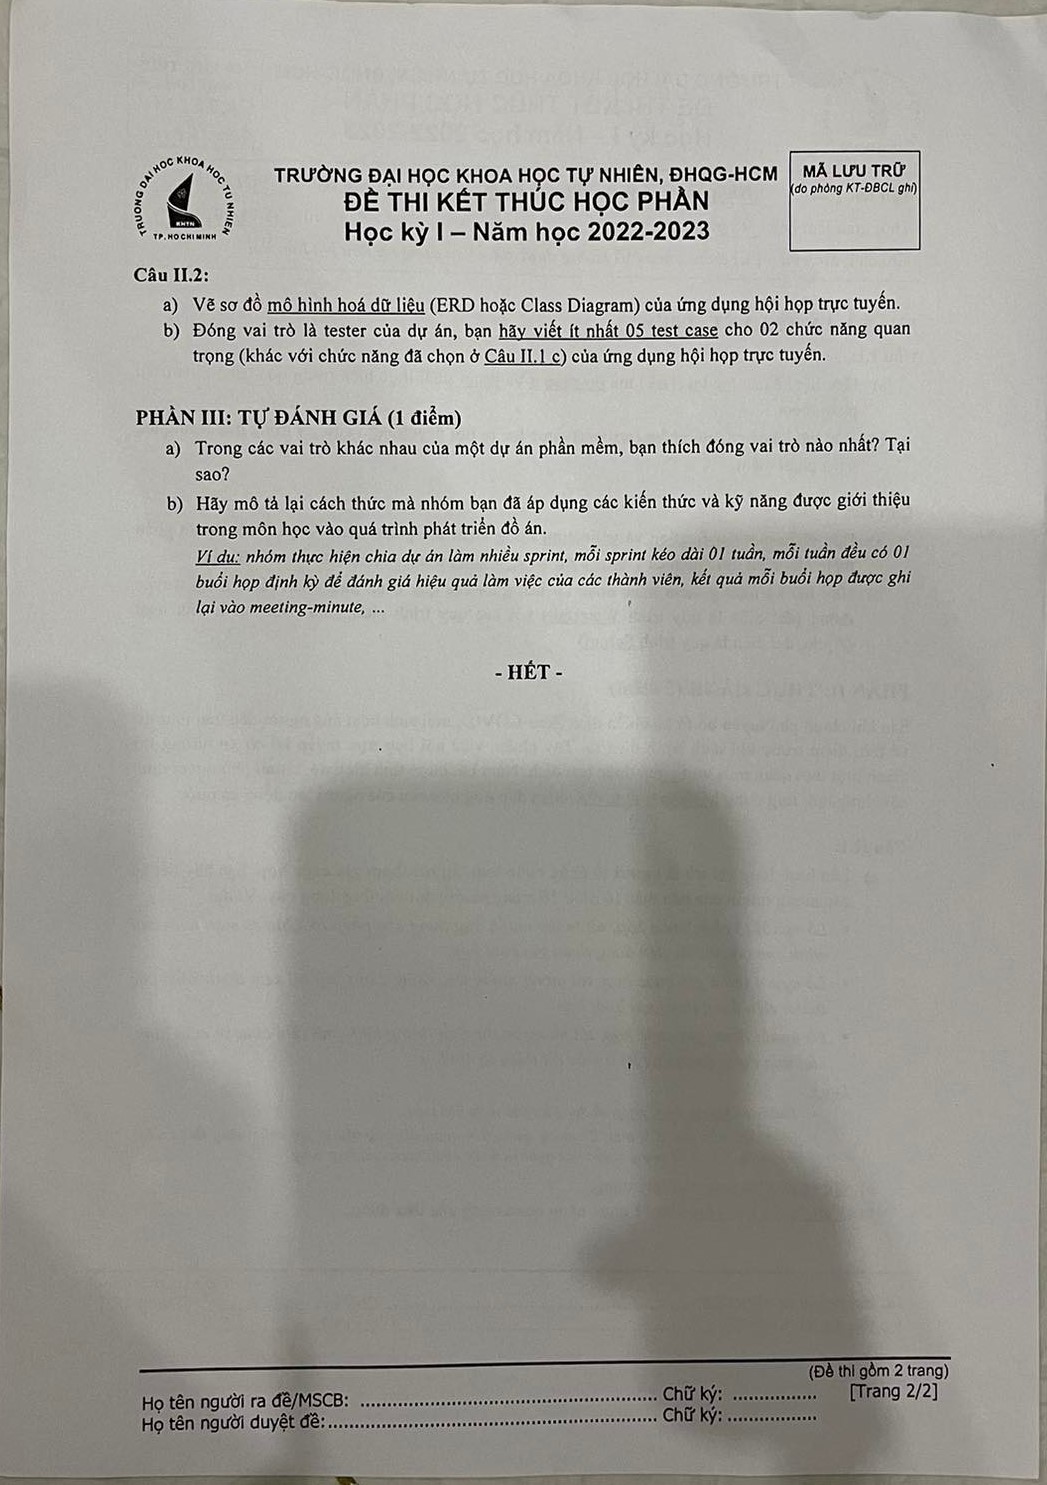 TRƯỜNG ĐẠI HỌC KHOA HỌC TỰ NHIÊN
KHTN
TP. HO CHI MINH
TRƯỜNG ĐẠI HỌC KHOA HỌC TỰ NHIÊN, ĐHQG-HCM
ĐỀ THI KẾT THÚC HỌC PHẦN
Học kỳ I – Năm học 2022-2023
MÃ LƯU TRỮ
(do phòng KT-ĐBCL ghi)
Câu II.2:
a) Vẽ sơ đồ mô hình hoá dữ liệu (ERD hoặc Class Diagram) của ứng dụng hội họp trực tuyến.
b) Đóng vai trò là tester của dự án, bạn hãy viết ít nhất 05 test case cho 02 chức năng quan
trọng (khác với chức năng đã chọn ở Câu II.1 c) của ứng dụng hội họp trực tuyến.
PHẦN III: TỰ ĐÁNH GIÁ (1 điểm)
a) Trong các vai trò khác nhau của một dự án phần mềm, bạn thích đóng vai trò nào nhất? Tại
sao?
b) Hãy mô tả lại cách thức mà nhóm bạn đã áp dụng các kiến thức và kỹ năng được giới thiệu
trong môn học vào quá trình phát triển đồ án.
Ví dụ: nhóm thực hiện chia dự án làm nhiều sprint, mỗi sprint kéo dài 01 tuần, mỗi tuần đều có 01
buổi họp định kỳ để đánh giá hiệu quả làm việc của các thành viên, kết quả mỗi buổi họp được ghi
lại vào meeting-minute, ...
- HẾT -
(Đề thi gồm 2 trang)
Họ tên người ra đề/MSCB: ........................................................ Chữ ký: ............... [Trang 2/2]
Họ tên người duyệt đề:............................................................. Chữ ký: ................